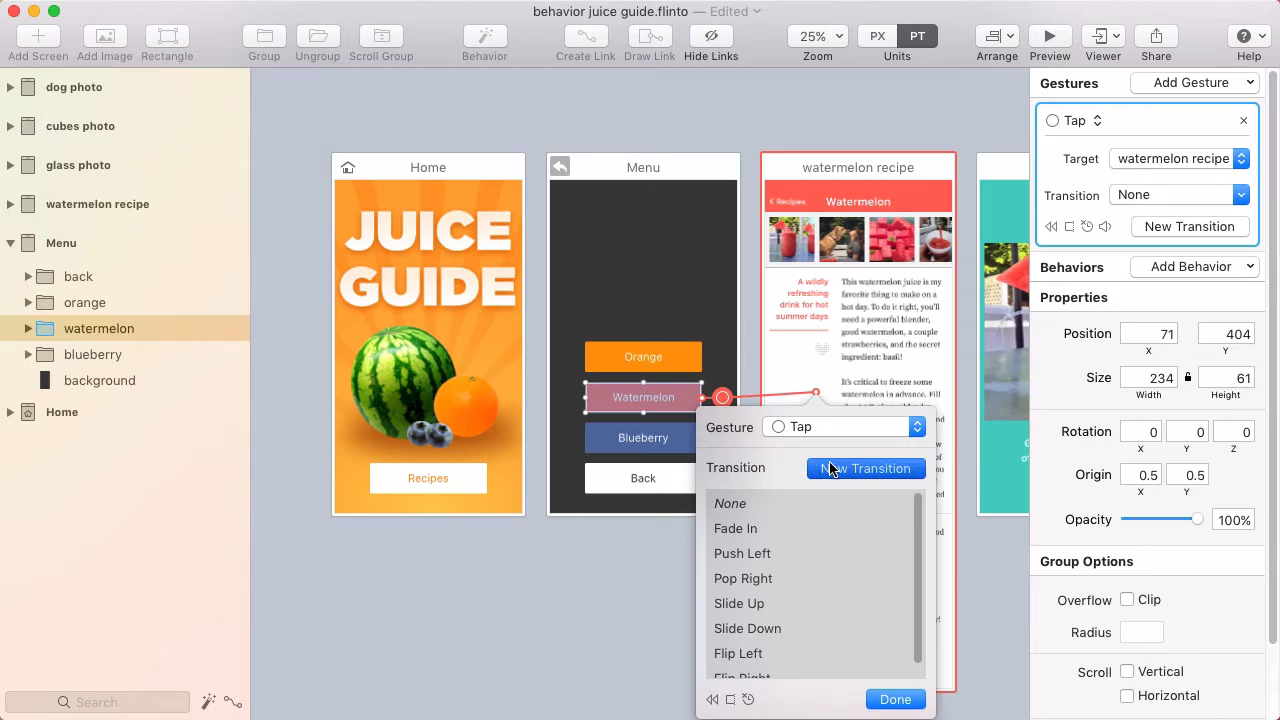 behavior juice guide.flinto — Edited
Add Screen
Add Image
Rectangle
Group
Ungroup
Scroll Group
Behavior
Create Link
Draw Link
Hide Links
25%
Zoom
PX
PT
Units
Arrange
Preview
Viewer
Share
Help
dog photo
cubes photo
glass photo
watermelon recipe
Menu
back
orange
watermelon
blueberry
background
Home
Search
Home
JUICE
GUIDE
Recipes
Menu
Orange
Watermelon
Blueberry
Back
watermelon recipe
Recipes
Watermelon
A wildly
refreshing
drink for hot
summer days
This watermelon juice is my
favorite thing to make on a
hot day. To do it right, you'll
need a powerful blender,
good watermelon, a couple
strawberries, and the secret
ingredient: basil!
It's critical to freeze some
watermelon in advance. Fill
Gesture
Tap
Transition
New Transition
None
Fade In
Push Left
Pop Right
Slide Up
Slide Down
Flip Left
Flip Right
Done
Gestures
Add Gesture
Tap
Target
watermelon recipe
Transition
None
New Transition
Behaviors
Add Behavior
Properties
Position
71
404
X
Y
Size
234
61
Width
Height
Rotation
0
0
0
X
Y
Z
Origin
0.5
0.5
X
Y
Opacity
100%
Group Options
Overflow
Clip
Radius
Scroll
Vertical
Horizontal